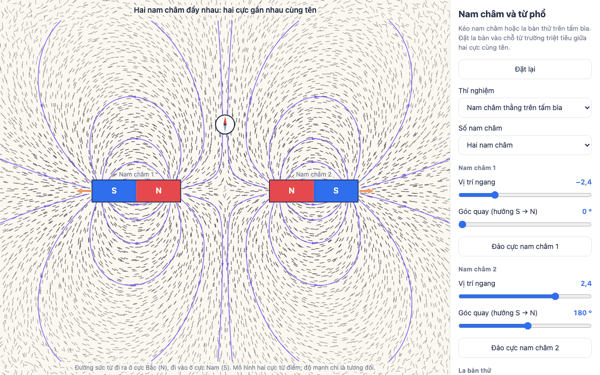 Hai nam châm đẩy nhau: hai cực gần nhau cùng tên
Nam châm 1
Nam châm 2
S
N
N
S
Đường sức từ đi ra ở cực Bắc (N), đi vào ở cực Nam (S). Mô hình hai cực từ điểm; độ mạnh chỉ là tương đối.
Nam châm và từ phổ
Kéo nam châm hoặc la bàn thử trên tấm bìa.
Đặt la bàn vào chỗ từ trường triệt tiêu giữa
hai cực cùng tên.
Đặt lại
Thí nghiệm
Nam châm thẳng trên tấm bìa
Số nam châm
Hai nam châm
Nam châm 1
Vị trí ngang
−2,4
Góc quay (hướng S → N)
0 °
Đảo cực nam châm 1
Nam châm 2
Vị trí ngang
2,4
Góc quay (hướng S → N)
180 °
Đảo cực nam châm 2
La bàn thử